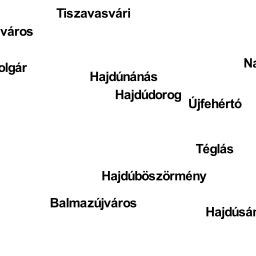 Tiszavasvári
város
olgár
Na
Hajdúnánás
Hajdúdorog
Újfehértó
Téglás
Hajdúböszörmény
Balmazújváros
Hajdúsár